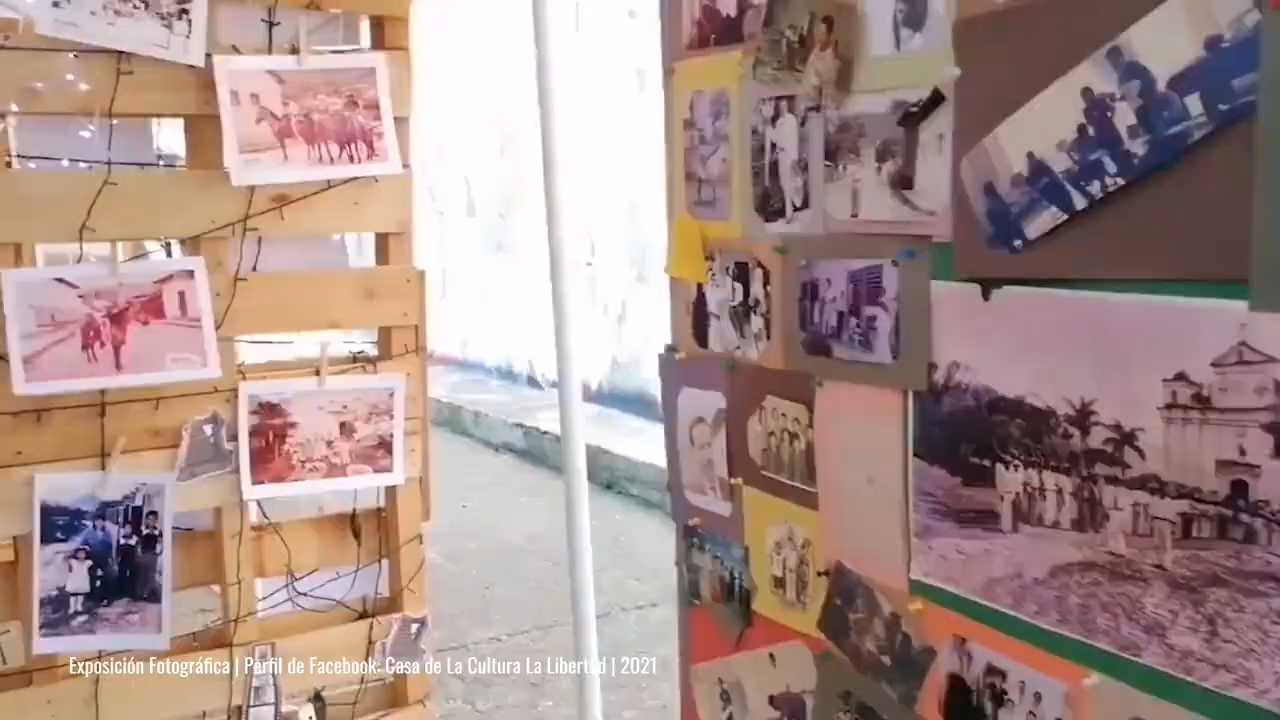 Exposición Fotográfica | Perfil de Facebook: Casa de La Cultura La Libertad | 2021